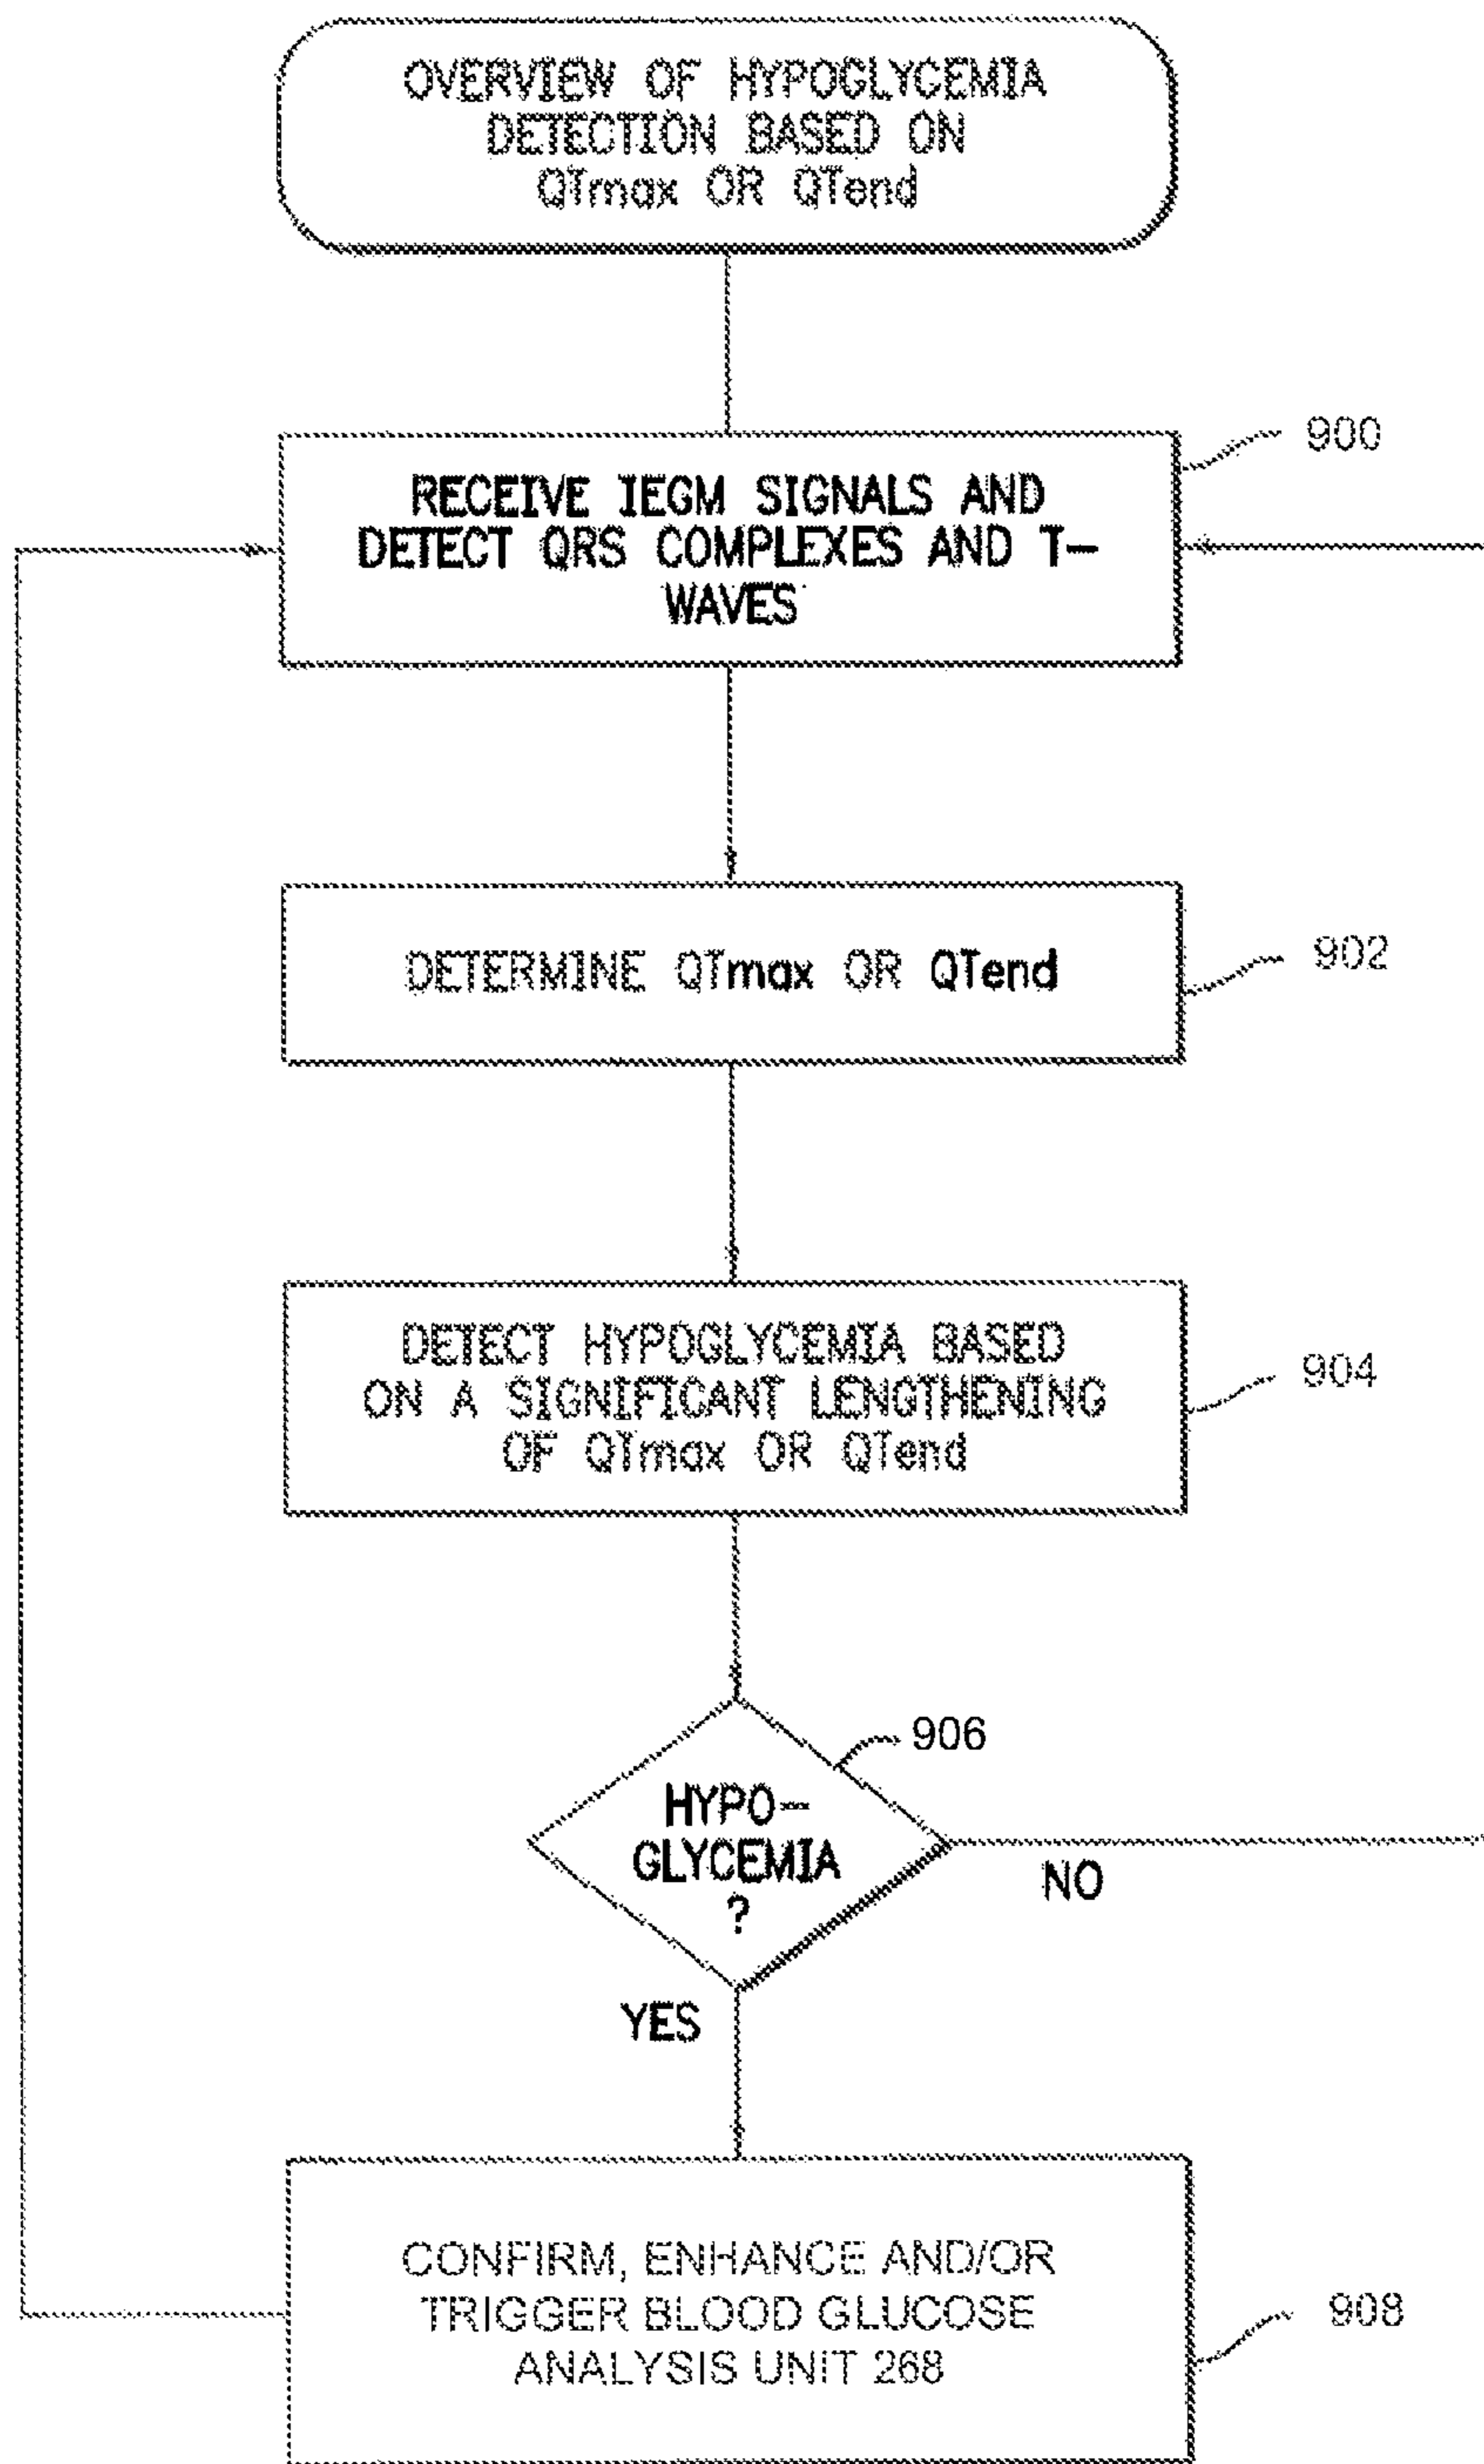 OVERVIEW OF HYPOGLYCEMIA
DETECTION BASED ON
QTmax OR QTend
900
RECEIVE IEGM SIGNALS AND
DETECT QRS COMPLEXES AND T-
WAVES
902
DETERMINE QTmax OR QTend
904
DETECT HYPOGLYCEMIA BASED
ON A SIGNIFICANT LENGTHENING
OF QTmax OR QTend
906
HYPO-
GLYCEMIA
?
NO
YES
CONFIRM, ENHANCE AND/OR
TRIGGER BLOOD GLUCOSE
ANALYSIS UNIT 268
908